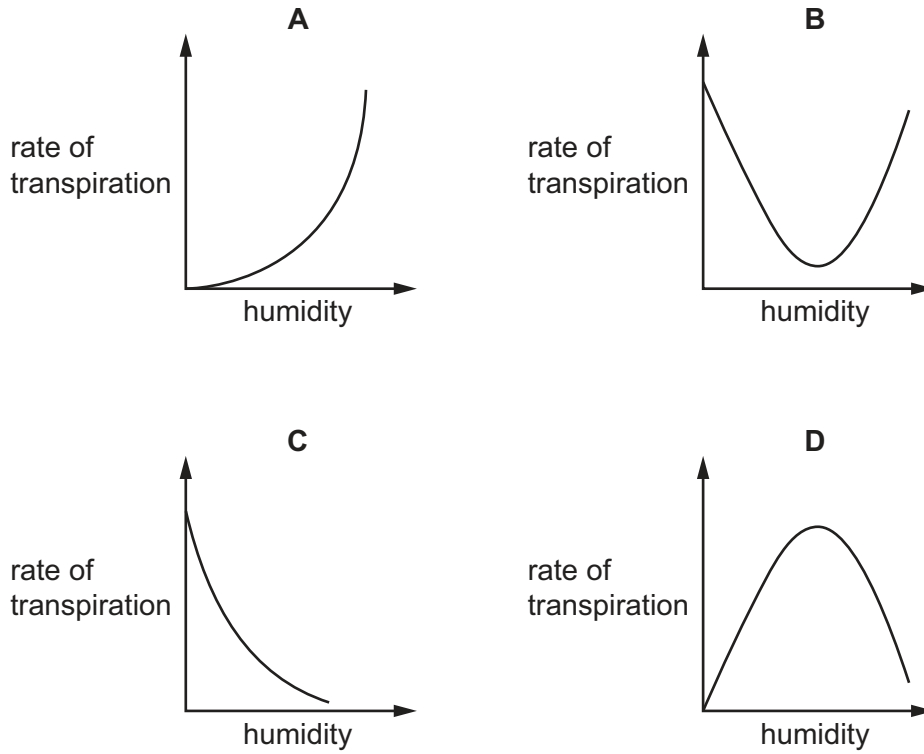 A
rate of
transpiration
humidity
B
rate of
transpiration
humidity
C
rate of
transpiration
humidity
D
rate of
transpiration
humidity